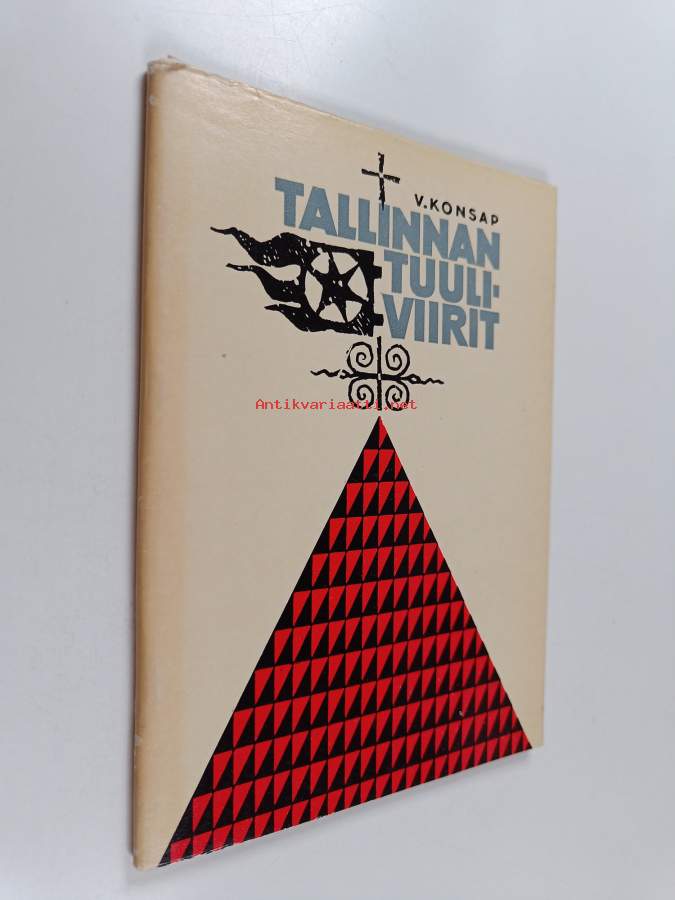 V.KONSAP
TALLINNAN
TUULI-
VIIRIT
Antikvariaatti.net